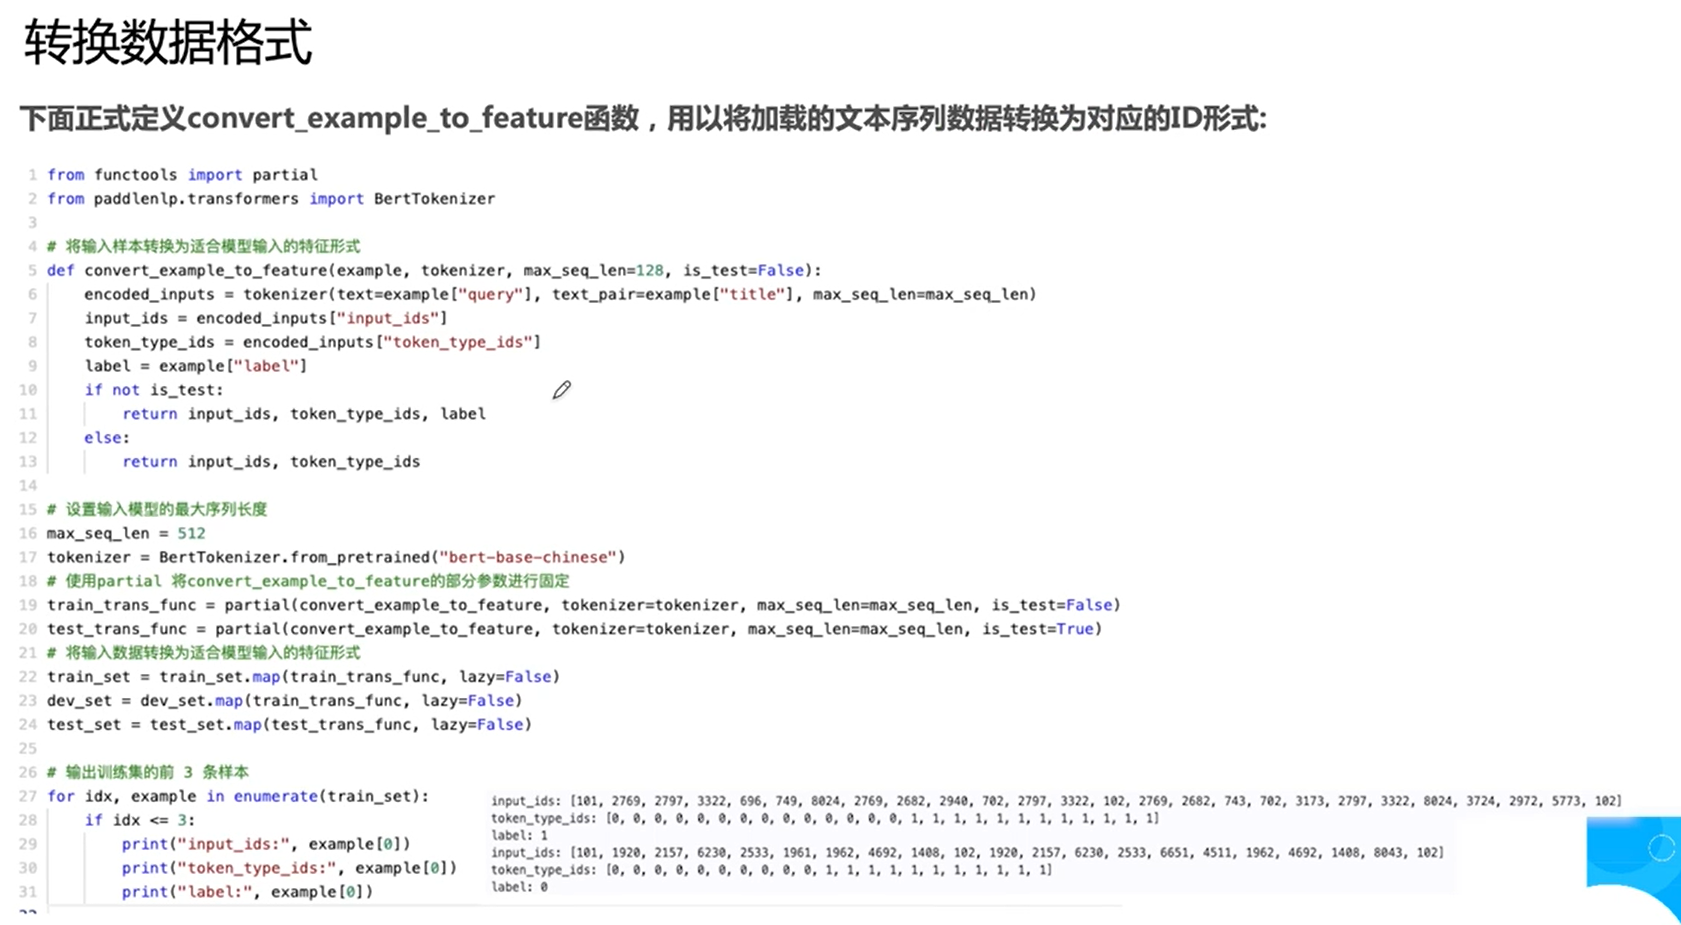 转换数据格式
下面正式定义convert_example_to_feature函数，用以将加载的文本序列数据转换为对应的ID形式:
1 from functools import partial
2 from paddlenlp.transformers import BertTokenizer
3
4 # 将输入样本转换为适合模型输入的特征形式
5 def convert_example_to_feature(example, tokenizer, max_seq_len=128, is_test=False):
6     encoded_inputs = tokenizer(text=example["query"], text_pair=example["title"], max_seq_len=max_seq_len)
7     input_ids = encoded_inputs["input_ids"]
8     token_type_ids = encoded_inputs["token_type_ids"]
9     label = example["label"]
10     if not is_test:
11         return input_ids, token_type_ids, label
12     else:
13         return input_ids, token_type_ids
14
15 # 设置输入模型的最大序列长度
16 max_seq_len = 512
17 tokenizer = BertTokenizer.from_pretrained("bert-base-chinese")
18 # 使用partial 将convert_example_to_feature的部分参数进行固定
19 train_trans_func = partial(convert_example_to_feature, tokenizer=tokenizer, max_seq_len=max_seq_len, is_test=False)
20 test_trans_func = partial(convert_example_to_feature, tokenizer=tokenizer, max_seq_len=max_seq_len, is_test=True)
21 # 将输入数据转换为适合模型输入的特征形式
22 train_set = train_set.map(train_trans_func, lazy=False)
23 dev_set = dev_set.map(train_trans_func, lazy=False)
24 test_set = test_set.map(test_trans_func, lazy=False)
25
26 # 输出训练集的前 3 条样本
27 for idx, example in enumerate(train_set):
28     if idx <= 3:
29         print("input_ids:", example[0])
30         print("token_type_ids:", example[0])
31         print("label:", example[0])
input_ids: [101, 2769, 2797, 3322, 696, 749, 8024, 2769, 2682, 2940, 702, 2797, 3322, 102, 2769, 2682, 743, 702, 3173, 2797, 3322, 8024, 3724, 2972, 5773, 102]
token_type_ids: [0, 0, 0, 0, 0, 0, 0, 0, 0, 0, 0, 0, 0, 0, 1, 1, 1, 1, 1, 1, 1, 1, 1, 1, 1, 1]
label: 1
input_ids: [101, 1920, 2157, 6230, 2533, 1961, 1962, 4692, 1408, 102, 1920, 2157, 6230, 2533, 6651, 4511, 1962, 4692, 1408, 8043, 102]
token_type_ids: [0, 0, 0, 0, 0, 0, 0, 0, 0, 0, 1, 1, 1, 1, 1, 1, 1, 1, 1, 1, 1]
label: 0